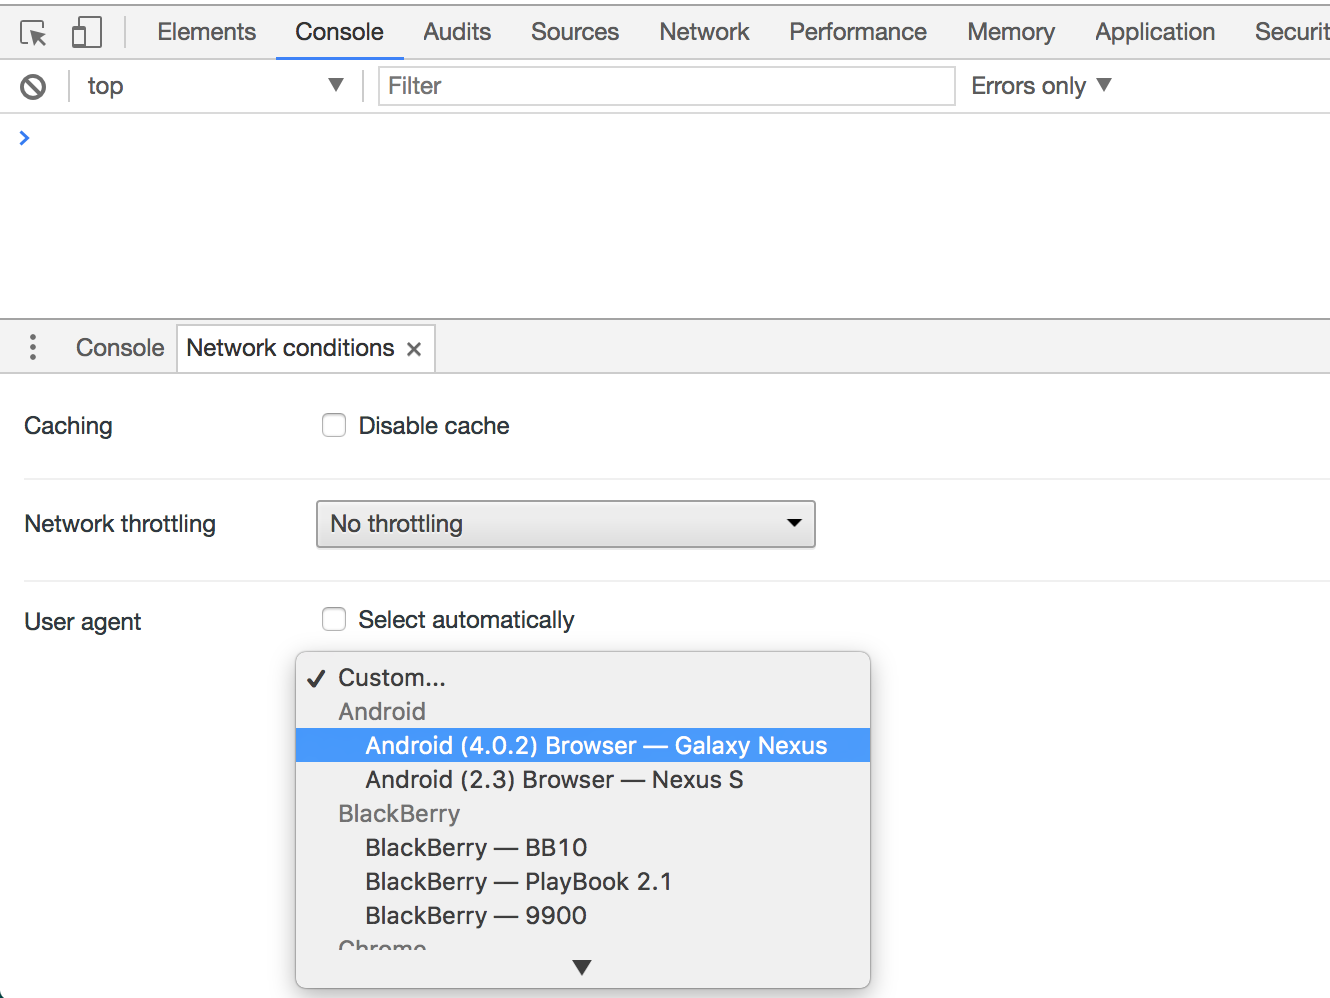 Elements Console Audits Sources Network Performance Memory Application Securit
top Filter Errors only
Console Network conditions
Caching Disable cache
Network throttling No throttling
User agent Select automatically
Custom...
Android
Android (4.0.2) Browser — Galaxy Nexus
Android (2.3) Browser — Nexus S
BlackBerry
BlackBerry — BB10
BlackBerry — PlayBook 2.1
BlackBerry — 9900
Chrome